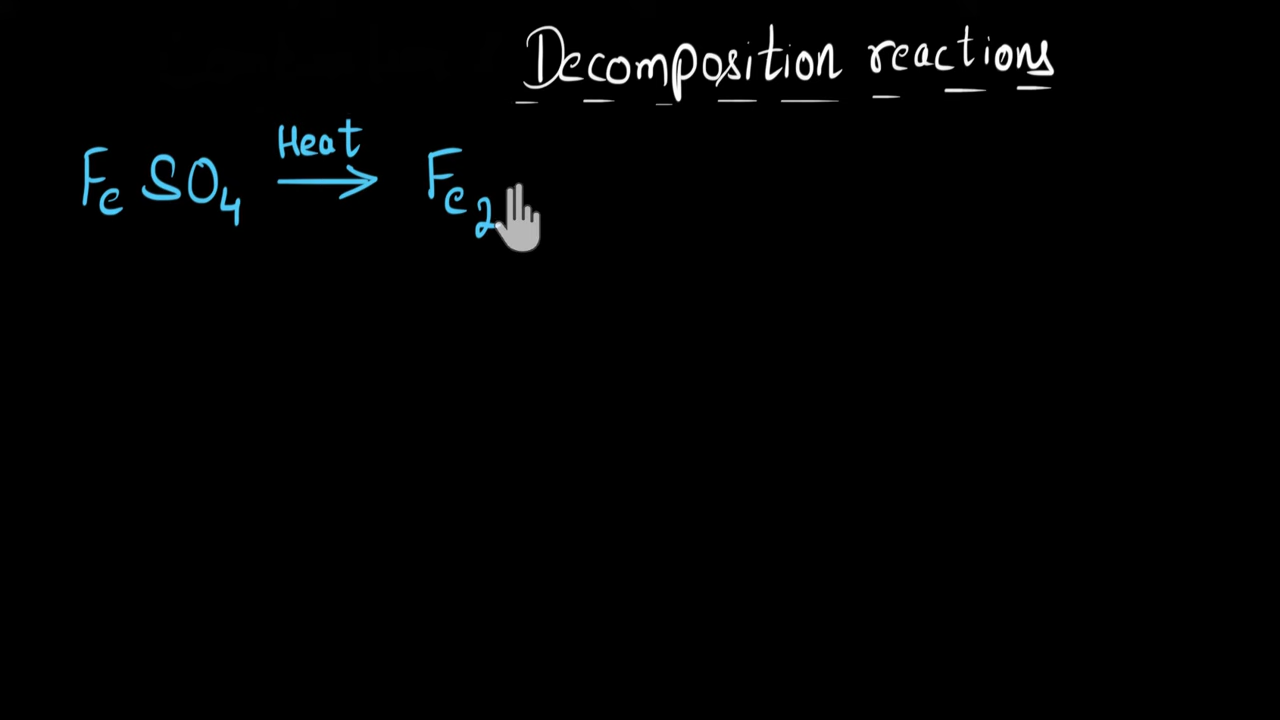 Decomposition reactions
Heat
FeSO₄ → Fe₂